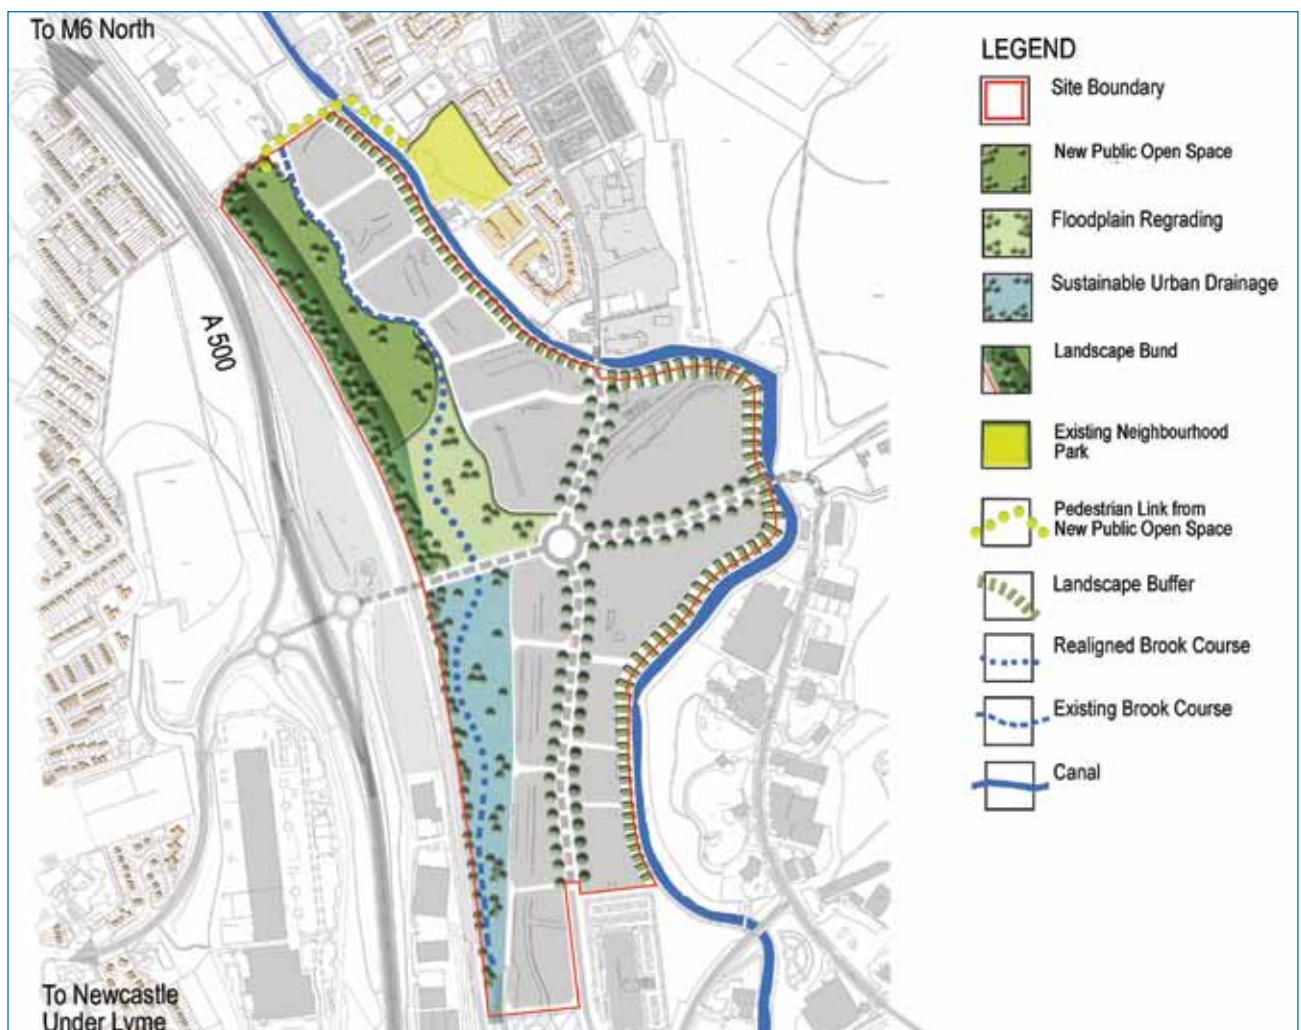 To M6 North
A 500
To Newcastle
Under Lyme
LEGEND
Site Boundary
New Public Open Space
Floodplain Regrading
Sustainable Urban Drainage
Landscape Bund
Existing Neighbourhood
Park
Pedestrian Link from
New Public Open Space
Landscape Buffer
Realigned Brook Course
Existing Brook Course
Canal